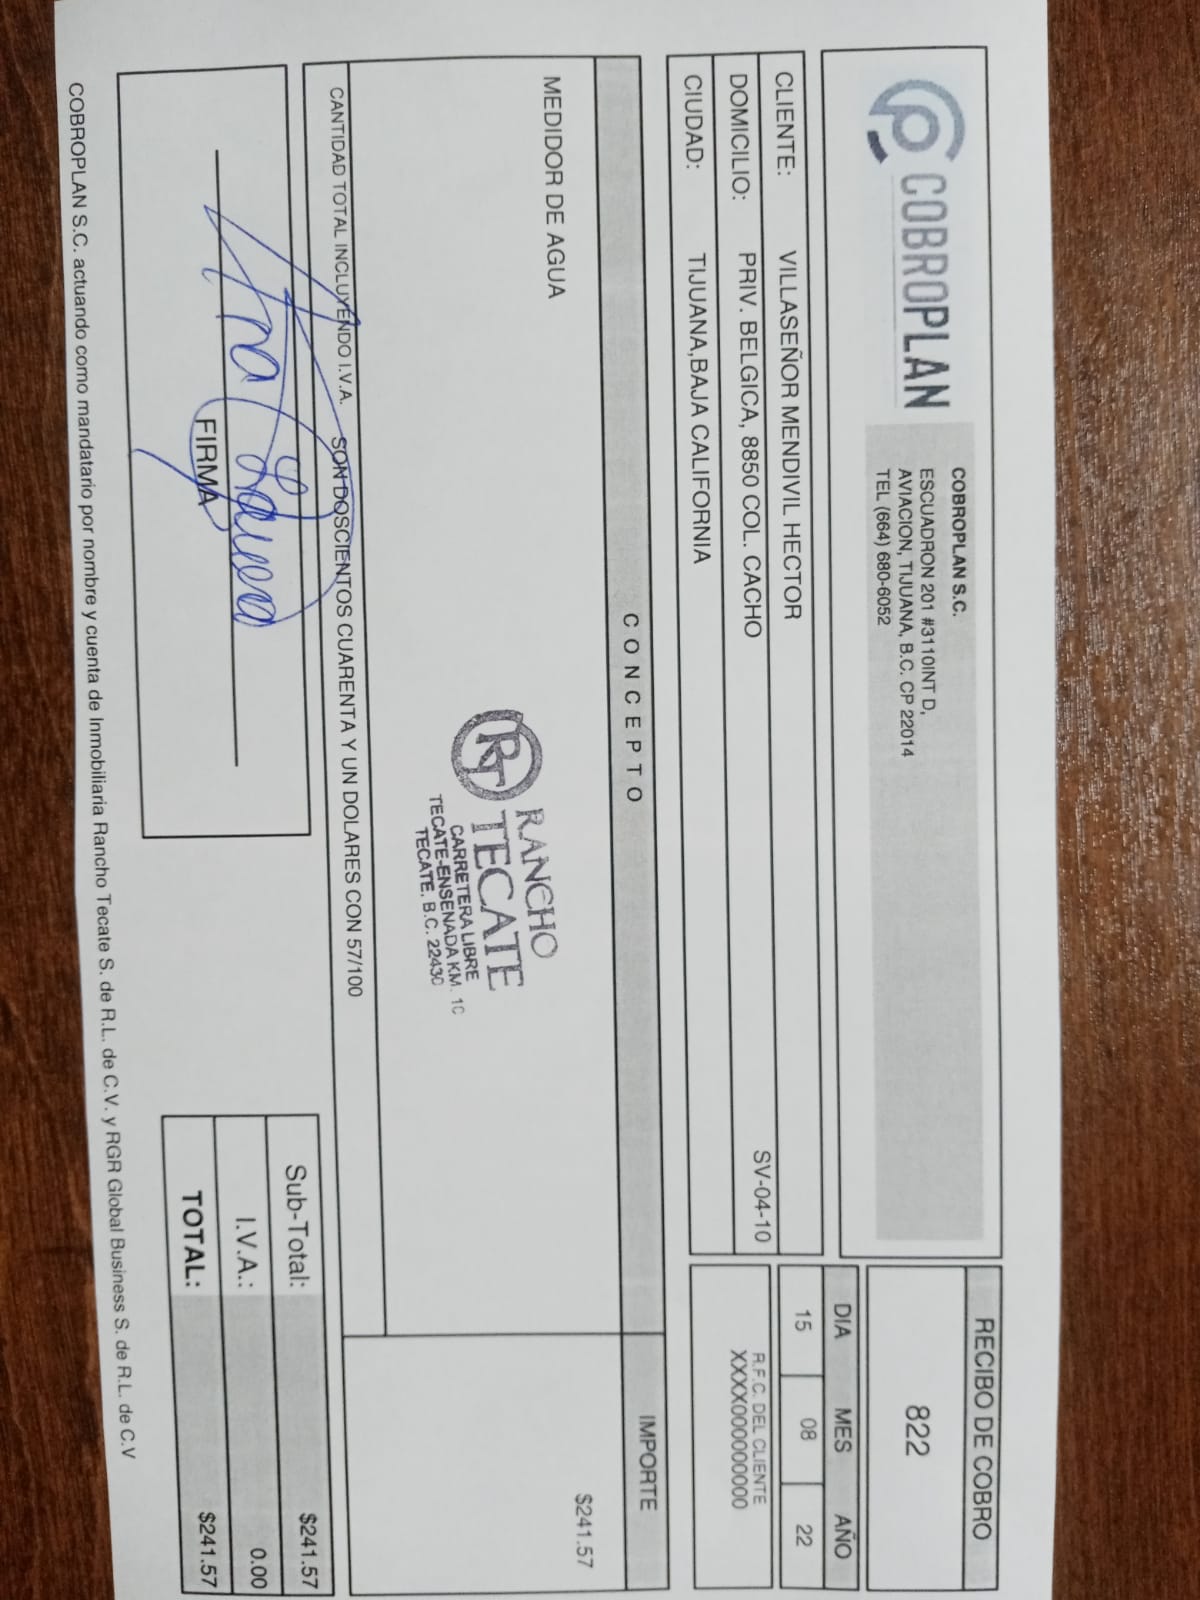 COBROPLAN
COBROPLAN S.C.
ESCUADRON 201 #3110INT D,
AVIACION, TIJUANA, B.C. CP 22014
TEL (664) 680-6052
RECIBO DE COBRO
822
DIA MES AÑO
15 08 22
CLIENTE: VILLASEÑOR MENDIVIL HECTOR
DOMICILIO: PRIV. BELGICA, 8850 COL. CACHO SV-04-10
CIUDAD: TIJUANA,BAJA CALIFORNIA
R.F.C. DEL CLIENTE
XXXX000000000
CONCEPTO IMPORTE
MEDIDOR DE AGUA $241.57
RT RANCHO
TECATE
CARRETERA LIBRE
TECATE-ENSENADA KM. 10
TECATE, B.C. 22430
CANTIDAD TOTAL INCLUYENDO I.V.A. SON DOSCIENTOS CUARENTA Y UN DOLARES CON 57/100
Sub-Total: $241.57
I.V.A.: 0.00
TOTAL: $241.57
Ana Laura
FIRMA
COBROPLAN S.C. actuando como mandatario por nombre y cuenta de Inmobiliaria Rancho Tecate S. de R.L. de C.V. y RGR Global Business S. de R.L. de C.V